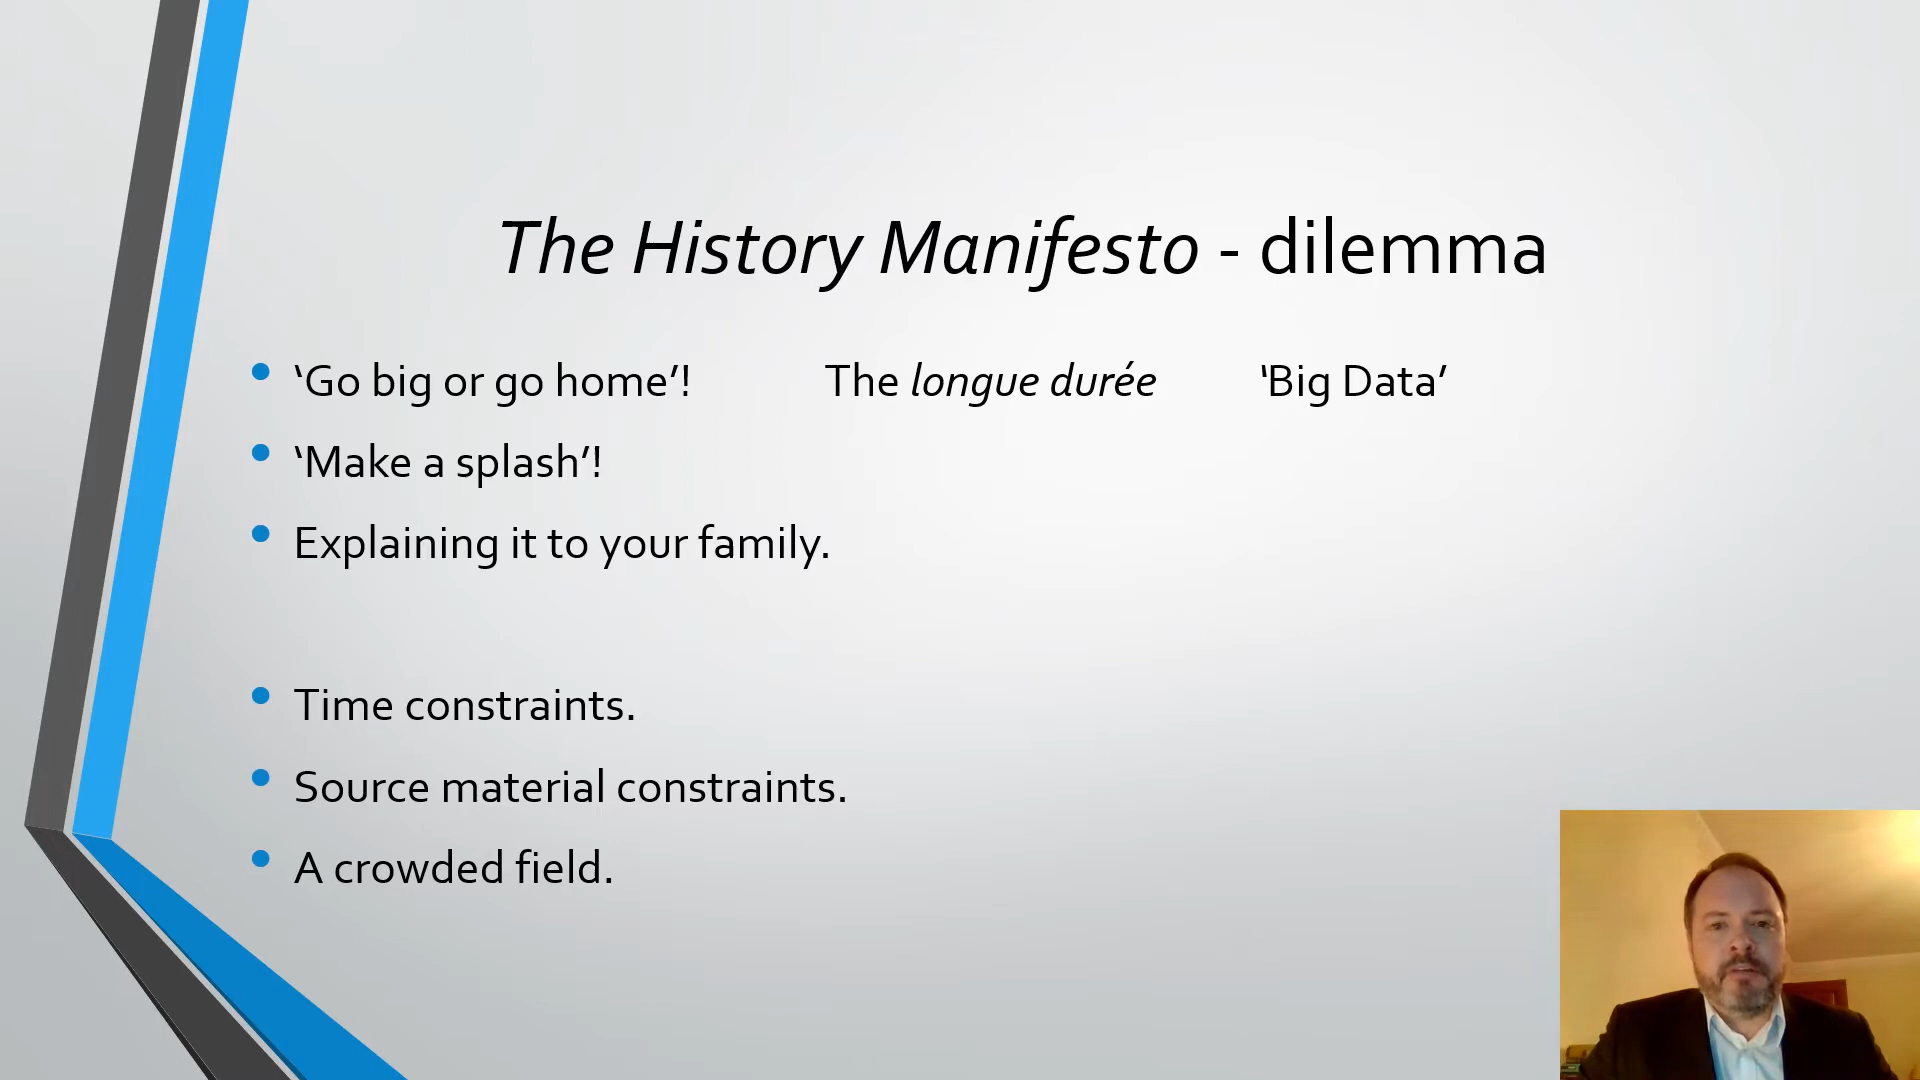 The History Manifesto - dilemma
‘Go big or go home’! The longue durée ‘Big Data’
‘Make a splash’!
Explaining it to your family.
Time constraints.
Source material constraints.
A crowded field.